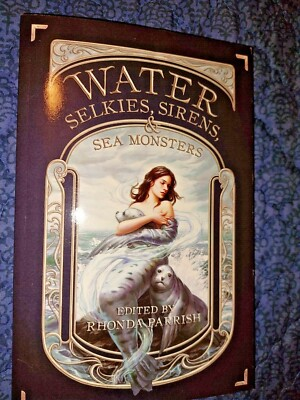 WATER
SELKIES, SIRENS,
&
SEA MONSTERS
EDITED BY
RHONDA PARRISH